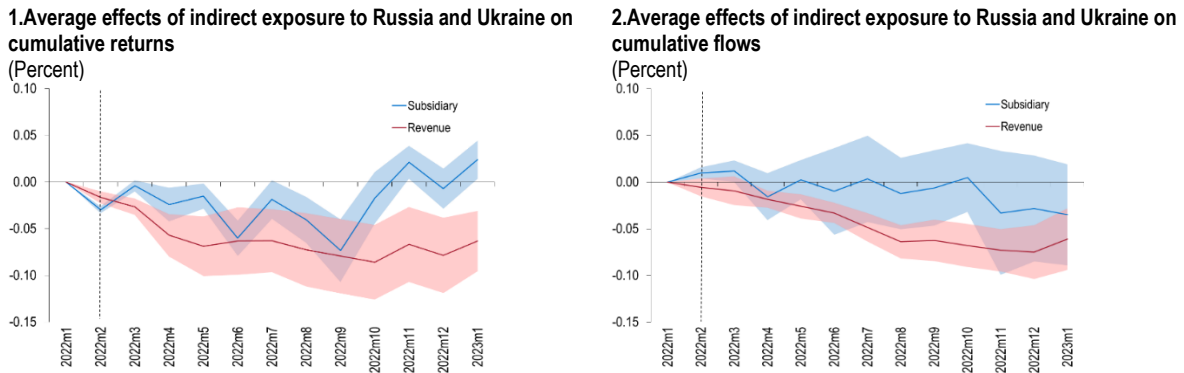 1.Average effects of indirect exposure to Russia and Ukraine on
cumulative returns
(Percent)
0.10
0.05
0.00
-0.05
-0.10
-0.15
Subsidiary
Revenue
2022m1
2022m2
2022m3
2022m4
2022m5
2022m6
2022m7
2022m8
2022m9
2022m10
2022m11
2022m12
2023m1
2.Average effects of indirect exposure to Russia and Ukraine on
cumulative flows
(Percent)
0.10
0.05
0.00
-0.05
-0.10
-0.15
Subsidiary
Revenue
2022m1
2022m2
2022m3
2022m4
2022m5
2022m6
2022m7
2022m8
2022m9
2022m10
2022m11
2022m12
2023m1